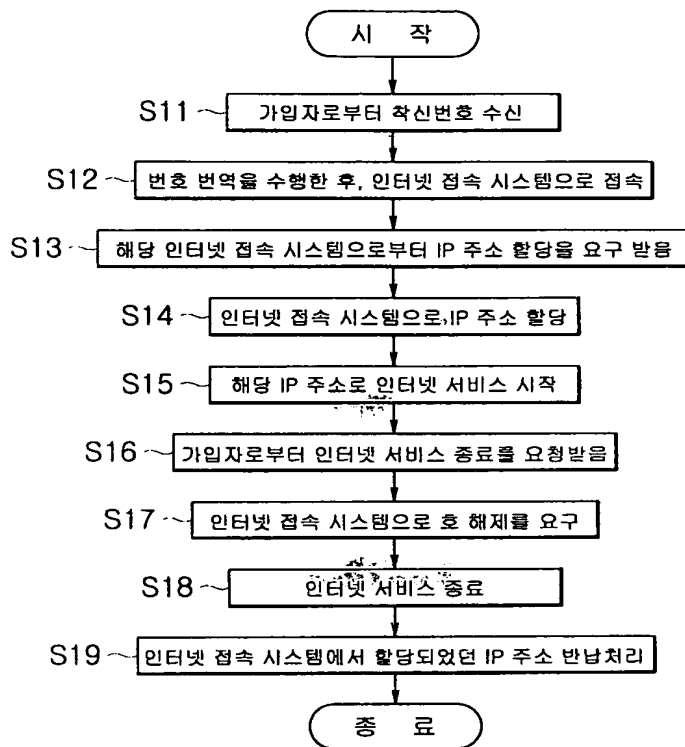 시 작
S11 가입자로부터 착신번호 수신
S12 번호 번역을 수행한 후, 인터넷 접속 시스템으로 접속
S13 해당 인터넷 접속 시스템으로부터 IP 주소 할당을 요구 받음
S14 인터넷 접속 시스템으로, IP 주소 할당
S15 해당 IP 주소로 인터넷 서비스 시작
S16 가입자로부터 인터넷 서비스 종료를 요청받음
S17 인터넷 접속 시스템으로 호 해제를 요구
S18 인터넷 서비스 종료
S19 인터넷 접속 시스템에서 할당되었던 IP 주소 반납처리
종 료